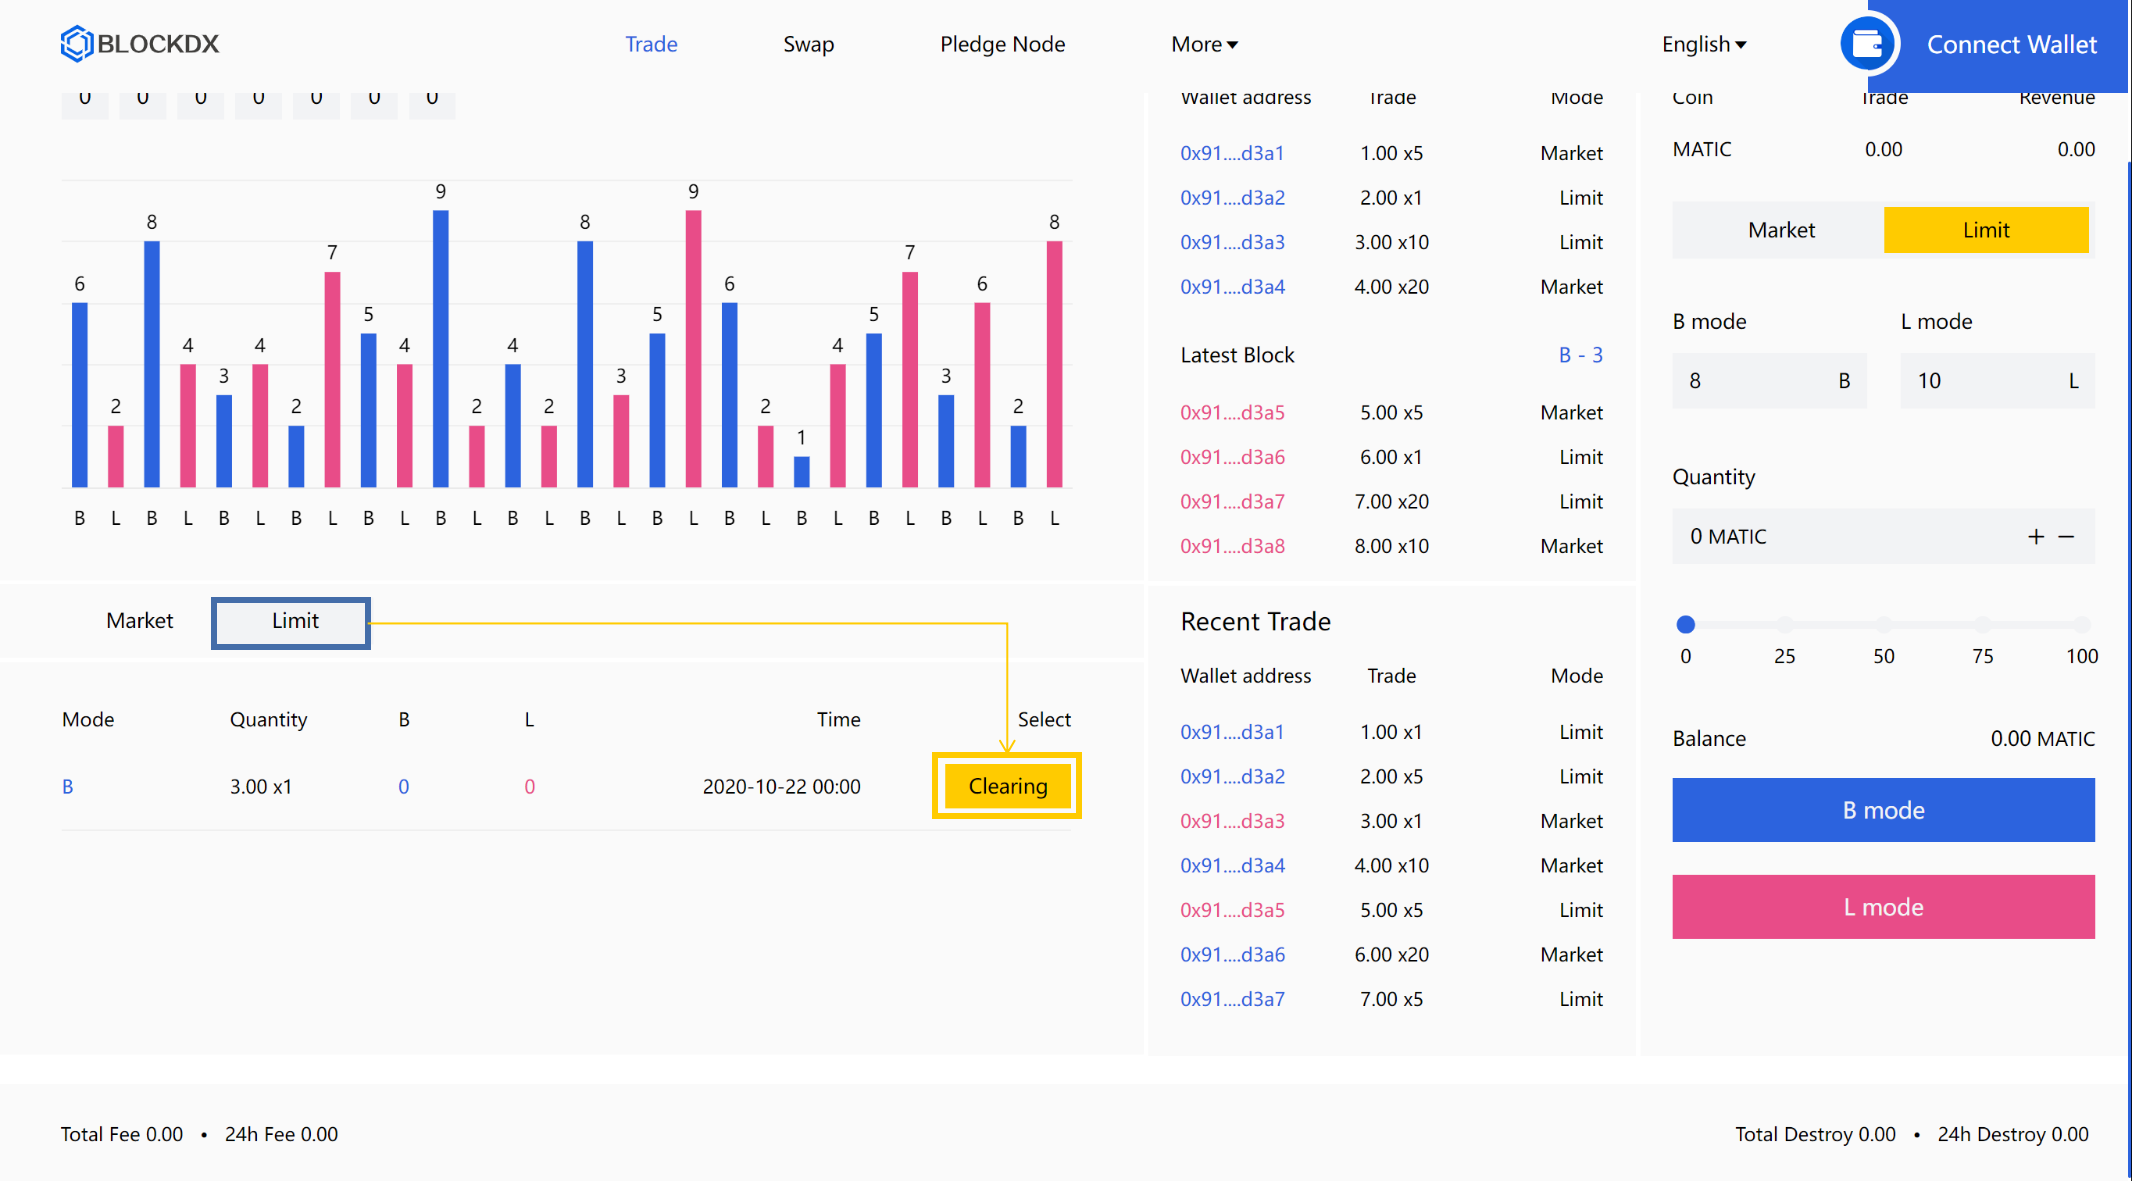 BLOCKDX
Trade
Swap
Pledge Node
More
English
Connect Wallet
0 0 0 0 0 0 0
6 2 8 4 3 4 2 7 5 4 9 2 4 2 8 3 5 9 6 2 1 4 5 7 3 6 2 8
B L B L B L B L B L B L B L B L B L B L B L B L B L B L
Market Limit
Mode Quantity B L Time Select
B 3.00 x1 0 0 2020-10-22 00:00 Clearing
Wallet address Trade Mode
0x91....d3a1 1.00 x5 Market
0x91....d3a2 2.00 x1 Limit
0x91....d3a3 3.00 x10 Limit
0x91....d3a4 4.00 x20 Market
Latest Block B - 3
0x91....d3a5 5.00 x5 Market
0x91....d3a6 6.00 x1 Limit
0x91....d3a7 7.00 x20 Limit
0x91....d3a8 8.00 x10 Market
Recent Trade
Wallet address Trade Mode
0x91....d3a1 1.00 x1 Limit
0x91....d3a2 2.00 x5 Limit
0x91....d3a3 3.00 x1 Market
0x91....d3a4 4.00 x10 Market
0x91....d3a5 5.00 x5 Limit
0x91....d3a6 6.00 x20 Market
0x91....d3a7 7.00 x5 Limit
Coin Trade Revenue
MATIC 0.00 0.00
Market Limit
B mode L mode
8 B 10 L
Quantity
0 MATIC + −
0 25 50 75 100
Balance 0.00 MATIC
B mode
L mode
Total Fee 0.00 • 24h Fee 0.00
Total Destroy 0.00 • 24h Destroy 0.00